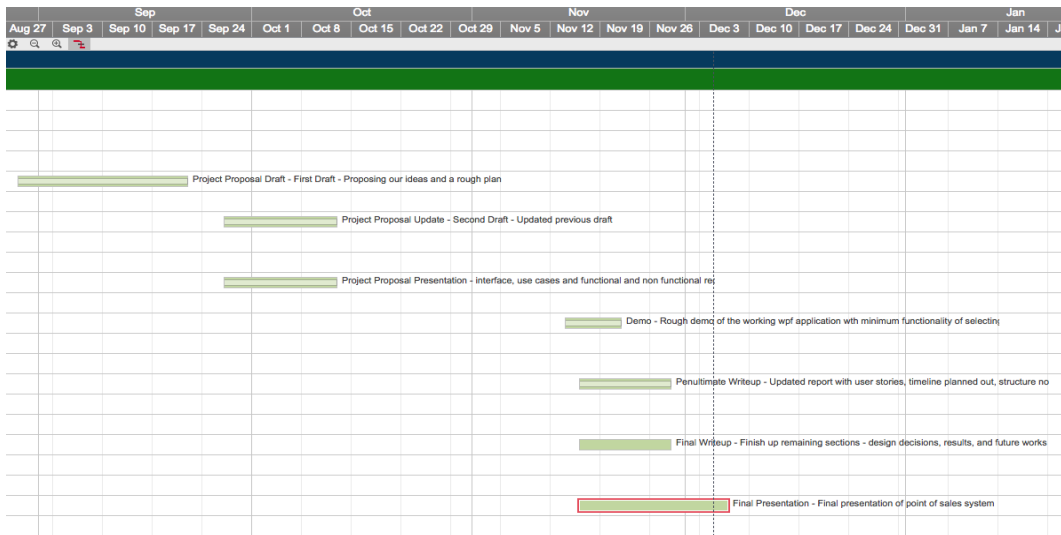 Sep Oct Nov Dec Jan
Aug 27 Sep 3 Sep 10 Sep 17 Sep 24 Oct 1 Oct 8 Oct 15 Oct 22 Oct 29 Nov 5 Nov 12 Nov 19 Nov 26 Dec 3 Dec 10 Dec 17 Dec 24 Dec 31 Jan 7 Jan 14 J
Project Proposal Draft - First Draft - Proposing our ideas and a rough plan
Project Proposal Update - Second Draft - Updated previous draft
Project Proposal Presentation - interface, use cases and functional and non functional re
Demo - Rough demo of the working wpf application wth minimum functionality of selecting
Penultimate Writeup - Updated report with user stories, timeline planned out, structure no
Final Writeup - Finish up remaining sections - design decisions, results, and future works
Final Presentation - Final presentation of point of sales system